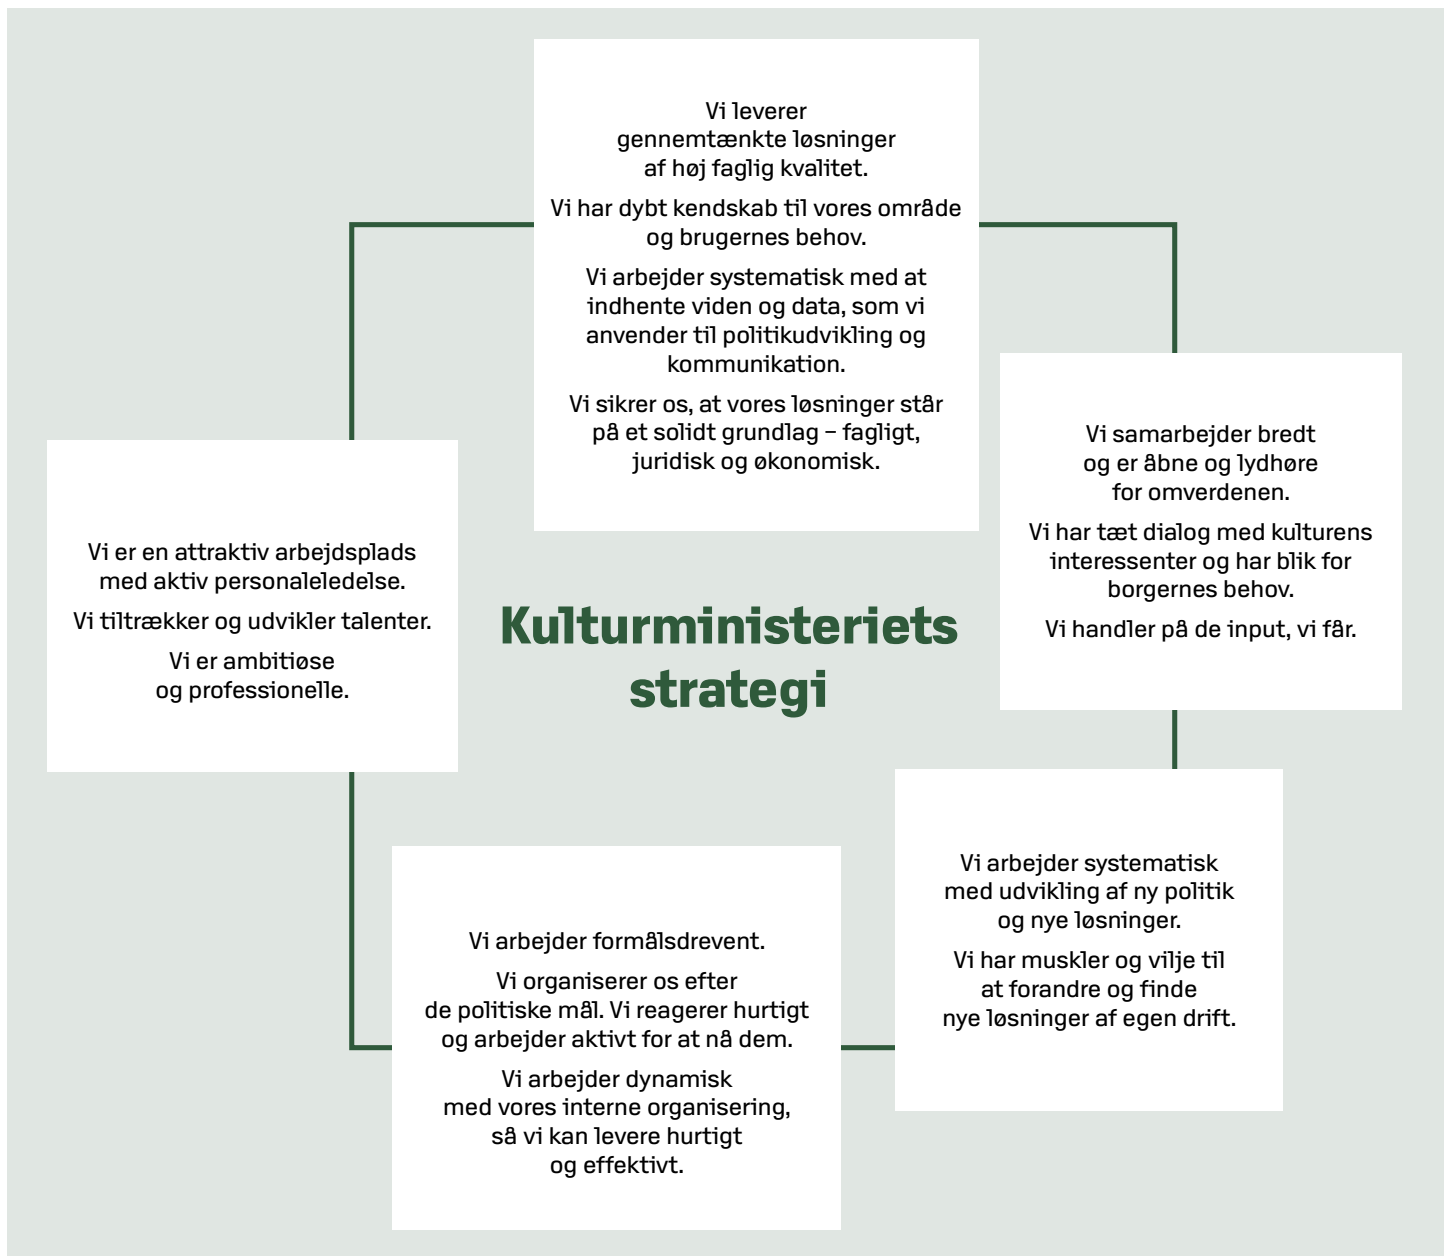 Vi leverer
gennemtænkte løsninger
af høj faglig kvalitet.
Vi har dybt kendskab til vores område
og brugernes behov.
Vi arbejder systematisk med at
indhente viden og data, som vi
anvender til politikudvikling og
kommunikation.
Vi sikrer os, at vores løsninger står
på et solidt grundlag – fagligt,
juridisk og økonomisk.
Vi samarbejder bredt
og er åbne og lydhøre
for omverdenen.
Vi har tæt dialog med kulturens
interessenter og har blik for
borgernes behov.
Vi handler på de input, vi får.
Vi er en attraktiv arbejdsplads
med aktiv personaleledelse.
Vi tiltrækker og udvikler talenter.
Vi er ambitiøse
og professionelle.
Kulturministeriets
strategi
Vi arbejder systematisk
med udvikling af ny politik
og nye løsninger.
Vi har muskler og vilje til
at forandre og finde
nye løsninger af egen drift.
Vi arbejder formålsdrevent.
Vi organiserer os efter
de politiske mål. Vi reagerer hurtigt
og arbejder aktivt for at nå dem.
Vi arbejder dynamisk
med vores interne organisering,
så vi kan levere hurtigt
og effektivt.